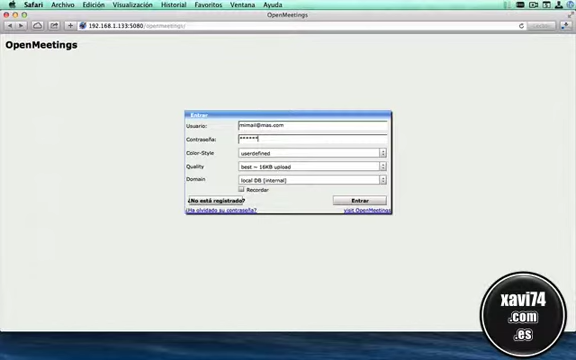 Safari Archivo Edición Visualización Historial Favoritos Ventana Ayuda
OpenMeetings
192.168.1.133:5080/openmeetings/
OpenMeetings
Entrar
Usuario: mimail@mas.com
Contraseña: ******
Color-Style userdefined
Quality best ~ 16KB upload
Domain local DB [internal]
Recordar
¿No está registrado? Entrar
¿Ha olvidado su contraseña? visit OpenMeetings
xavi74
.com
.es